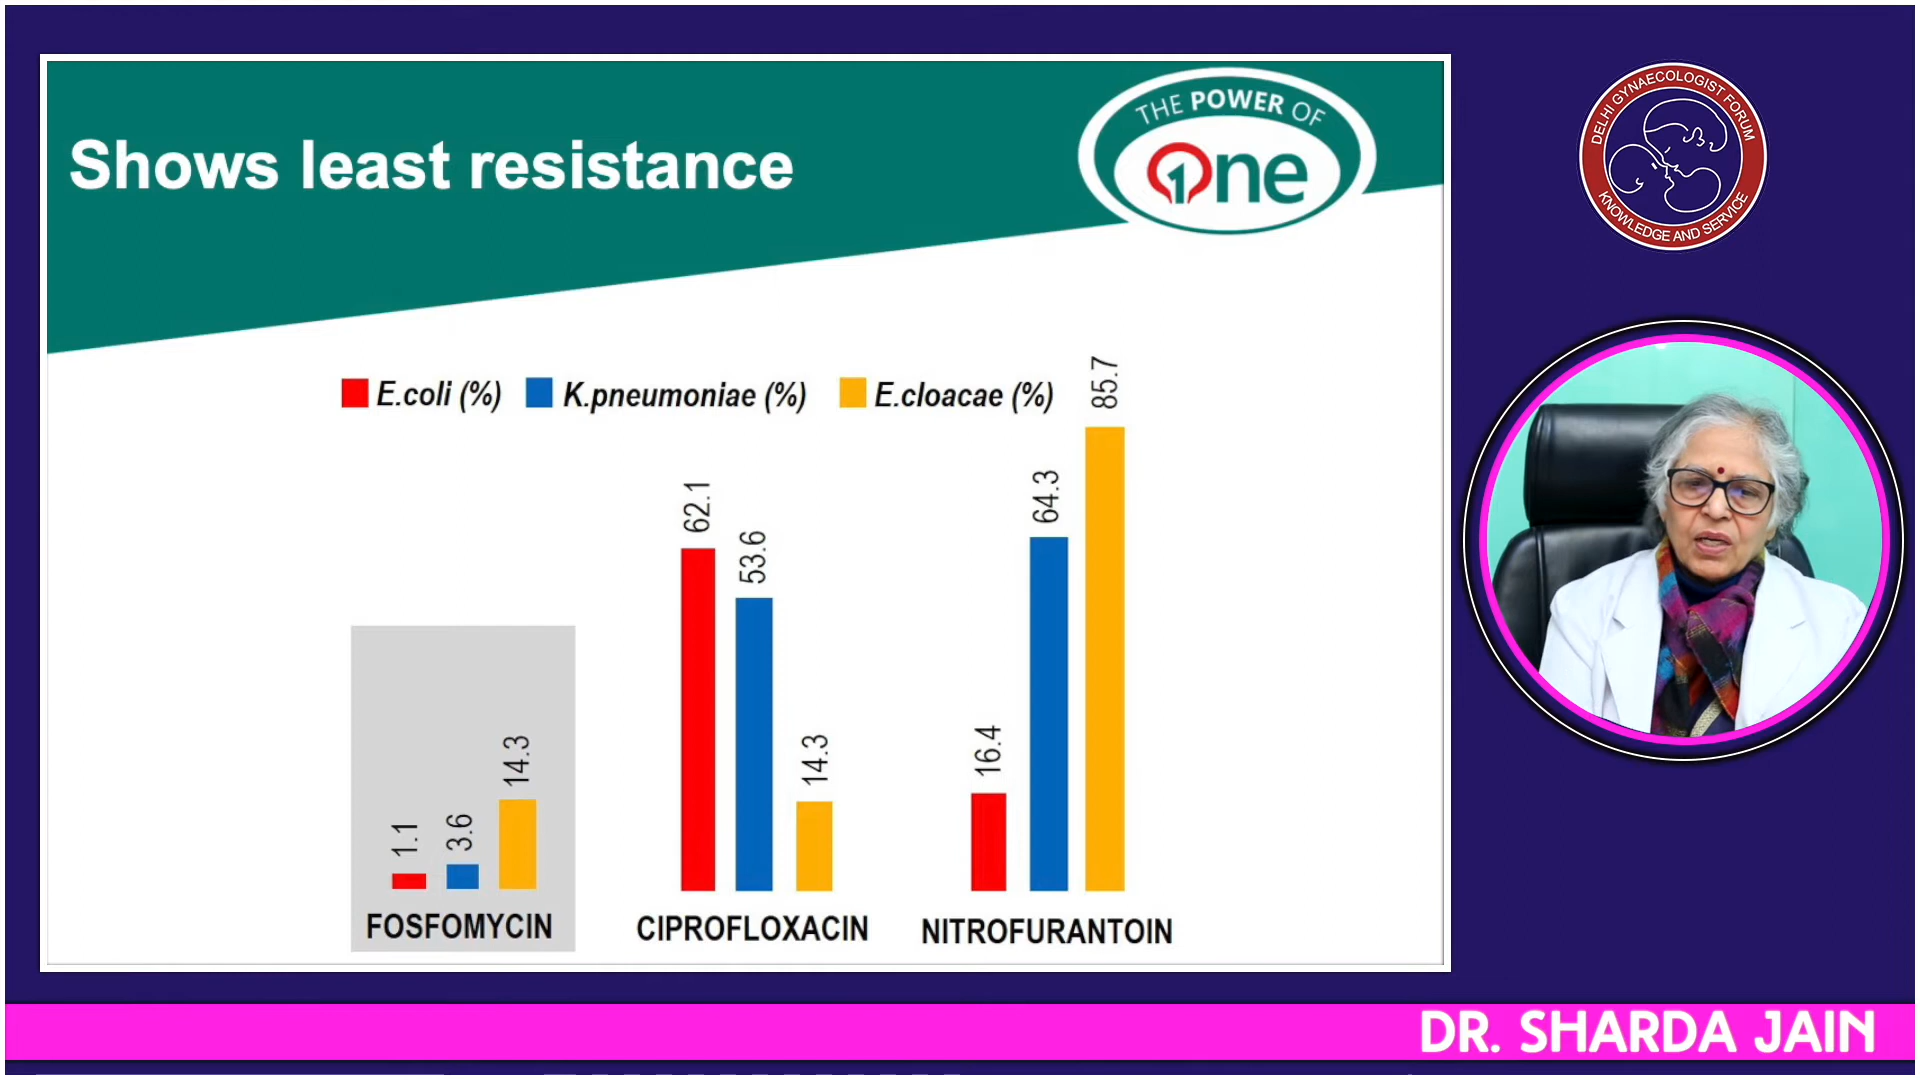 Shows least resistance
THE POWER OF
One
DELHI GYNAECOLOGIST FORUM
KNOWLEDGE AND SERVICE
E.coli (%)
K.pneumoniae (%)
E.cloacae (%)
1.1
3.6
14.3
62.1
53.6
14.3
16.4
64.3
85.7
FOSFOMYCIN
CIPROFLOXACIN
NITROFURANTOIN
DR. SHARDA JAIN